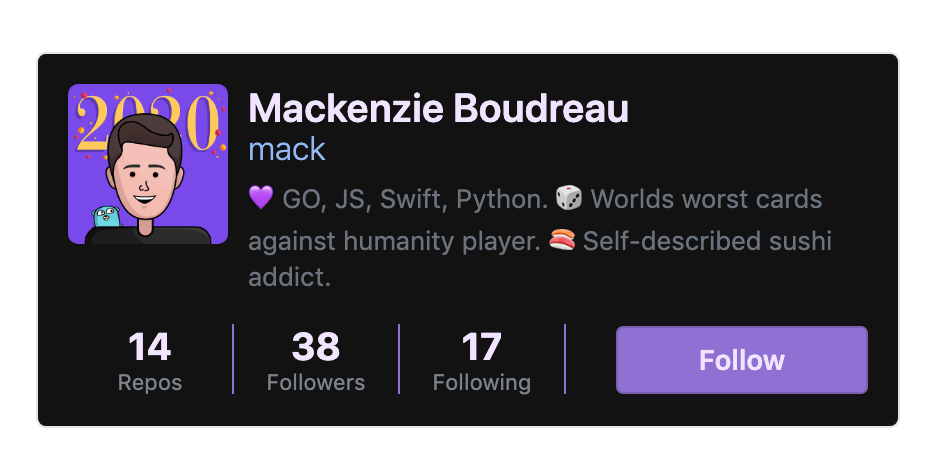 2020
Mackenzie Boudreau
mack
💜 GO, JS, Swift, Python. 🎲 Worlds worst cards
against humanity player. 🍣 Self-described sushi
addict.
14 38 17
Repos Followers Following
Follow